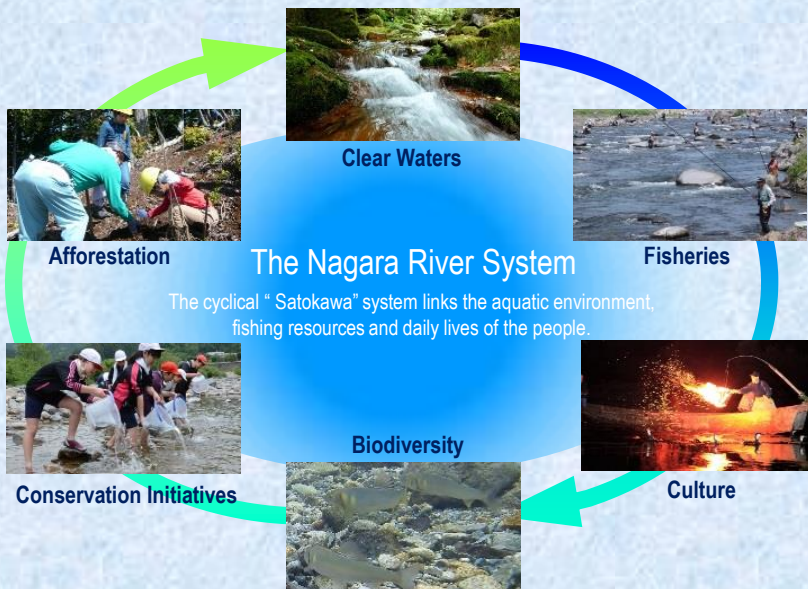 Clear Waters
Afforestation
Fisheries
The Nagara River System
The cyclical “ Satokawa” system links the aquatic environment,
fishing resources and daily lives of the people.
Biodiversity
Conservation Initiatives
Culture